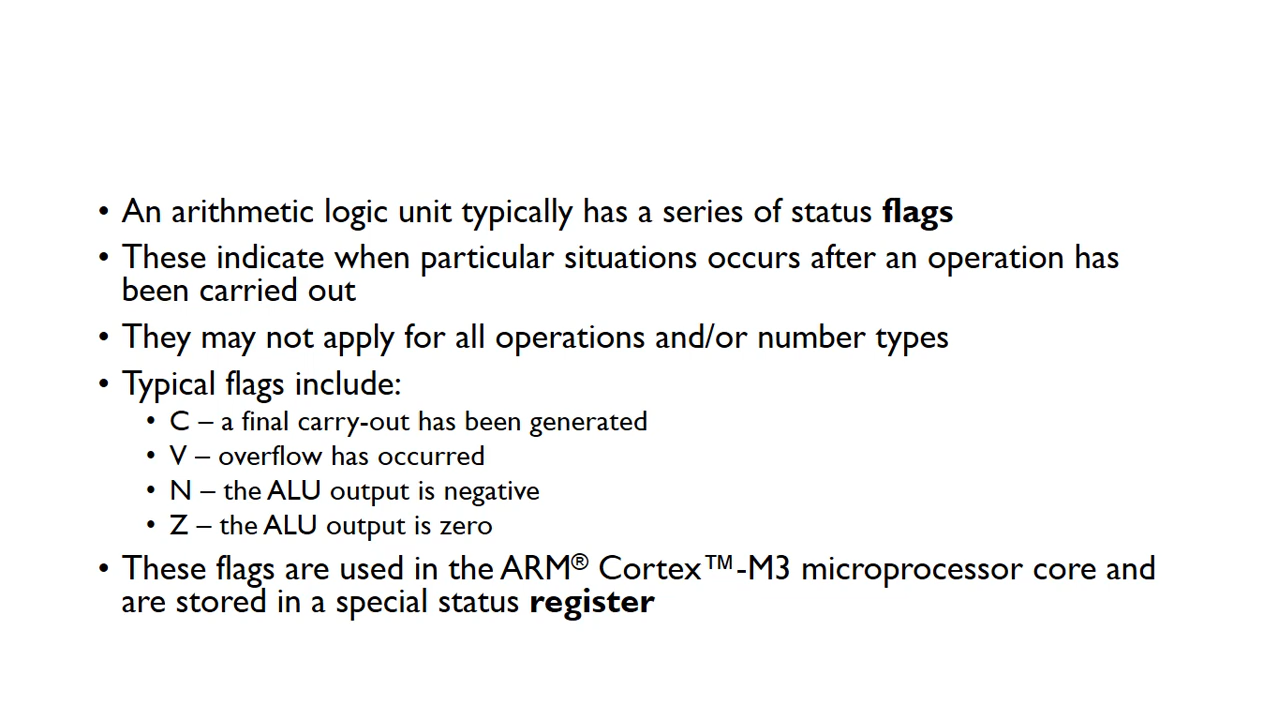 • An arithmetic logic unit typically has a series of status flags
• These indicate when particular situations occurs after an operation has
been carried out
• They may not apply for all operations and/or number types
• Typical flags include:
• C – a final carry-out has been generated
• V – overflow has occurred
• N – the ALU output is negative
• Z – the ALU output is zero
• These flags are used in the ARM® Cortex™-M3 microprocessor core and
are stored in a special status register